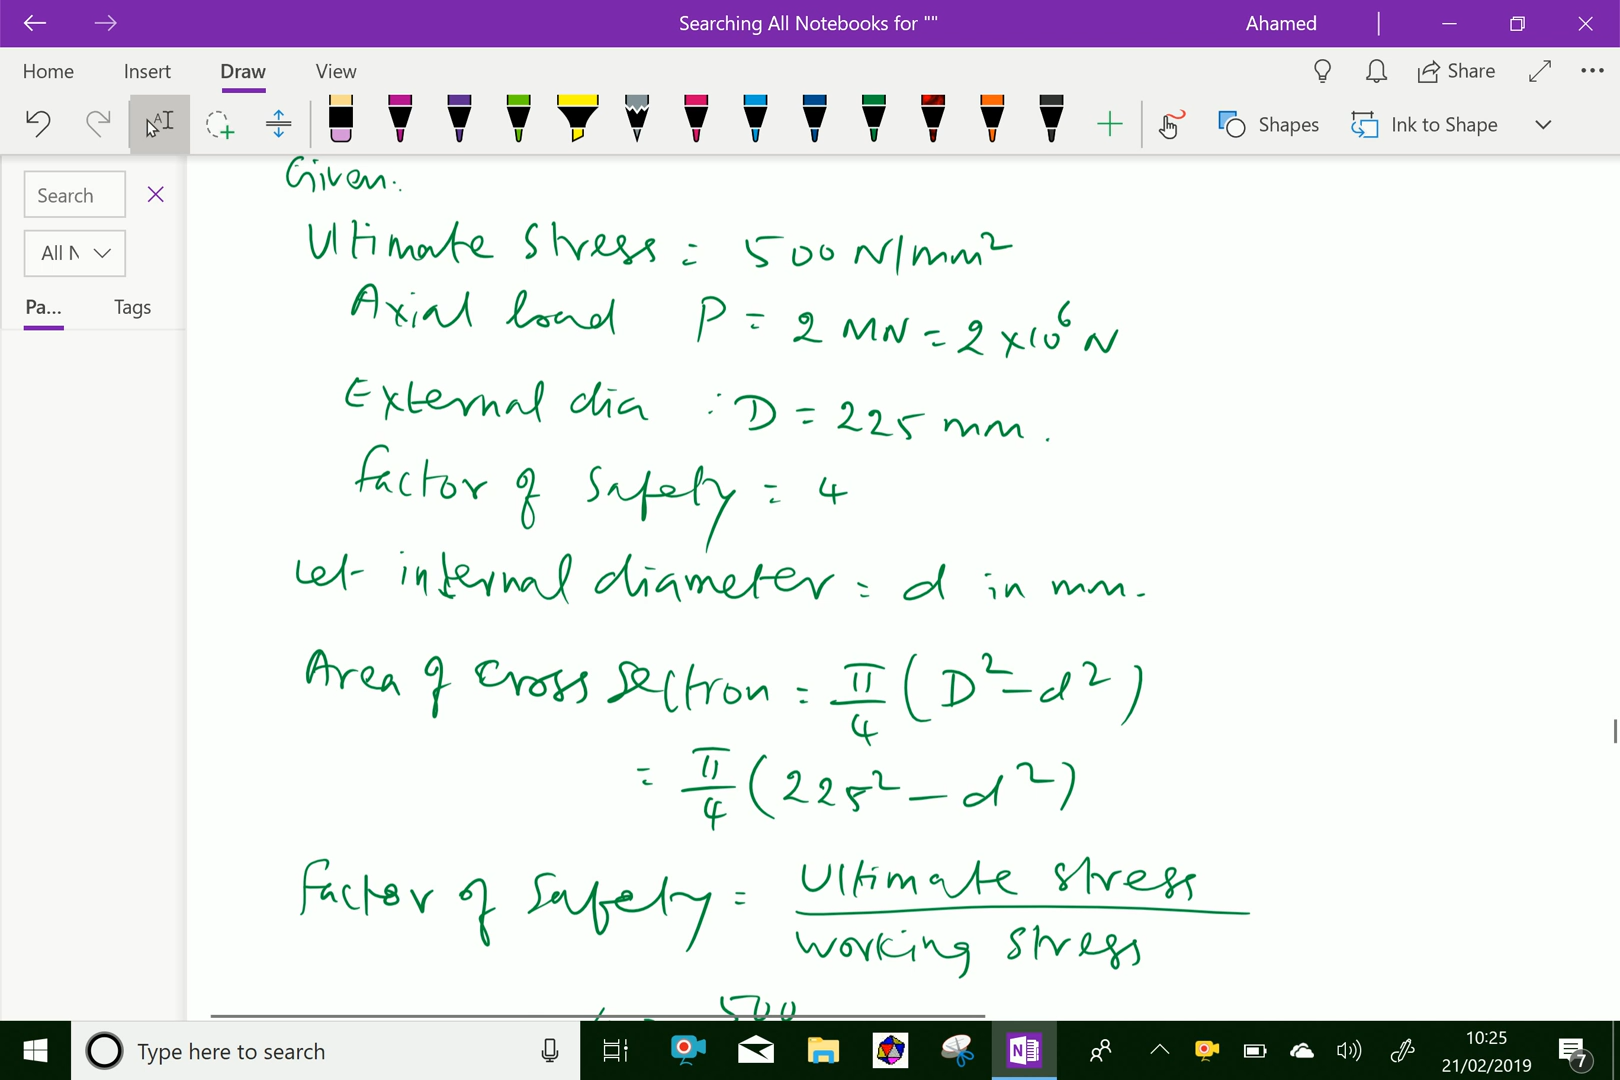 Searching All Notebooks for ""
Ahamed
Home Insert Draw View
Share
Shapes
Ink to Shape
Search
All N
Pa...
Tags
Given:
Ultimate Stress = 500 N/mm²
Axial load P = 2 MN = 2 × 10⁶ N
External dia : D = 225 mm.
Factor of Safety = 4
Let internal diameter = d in mm.
Area of cross section = π/4 (D² - d²)
= π/4 (225² - d²)
Factor of Safety = Ultimate stress / working stress
500
Type here to search
10:25
21/02/2019
7